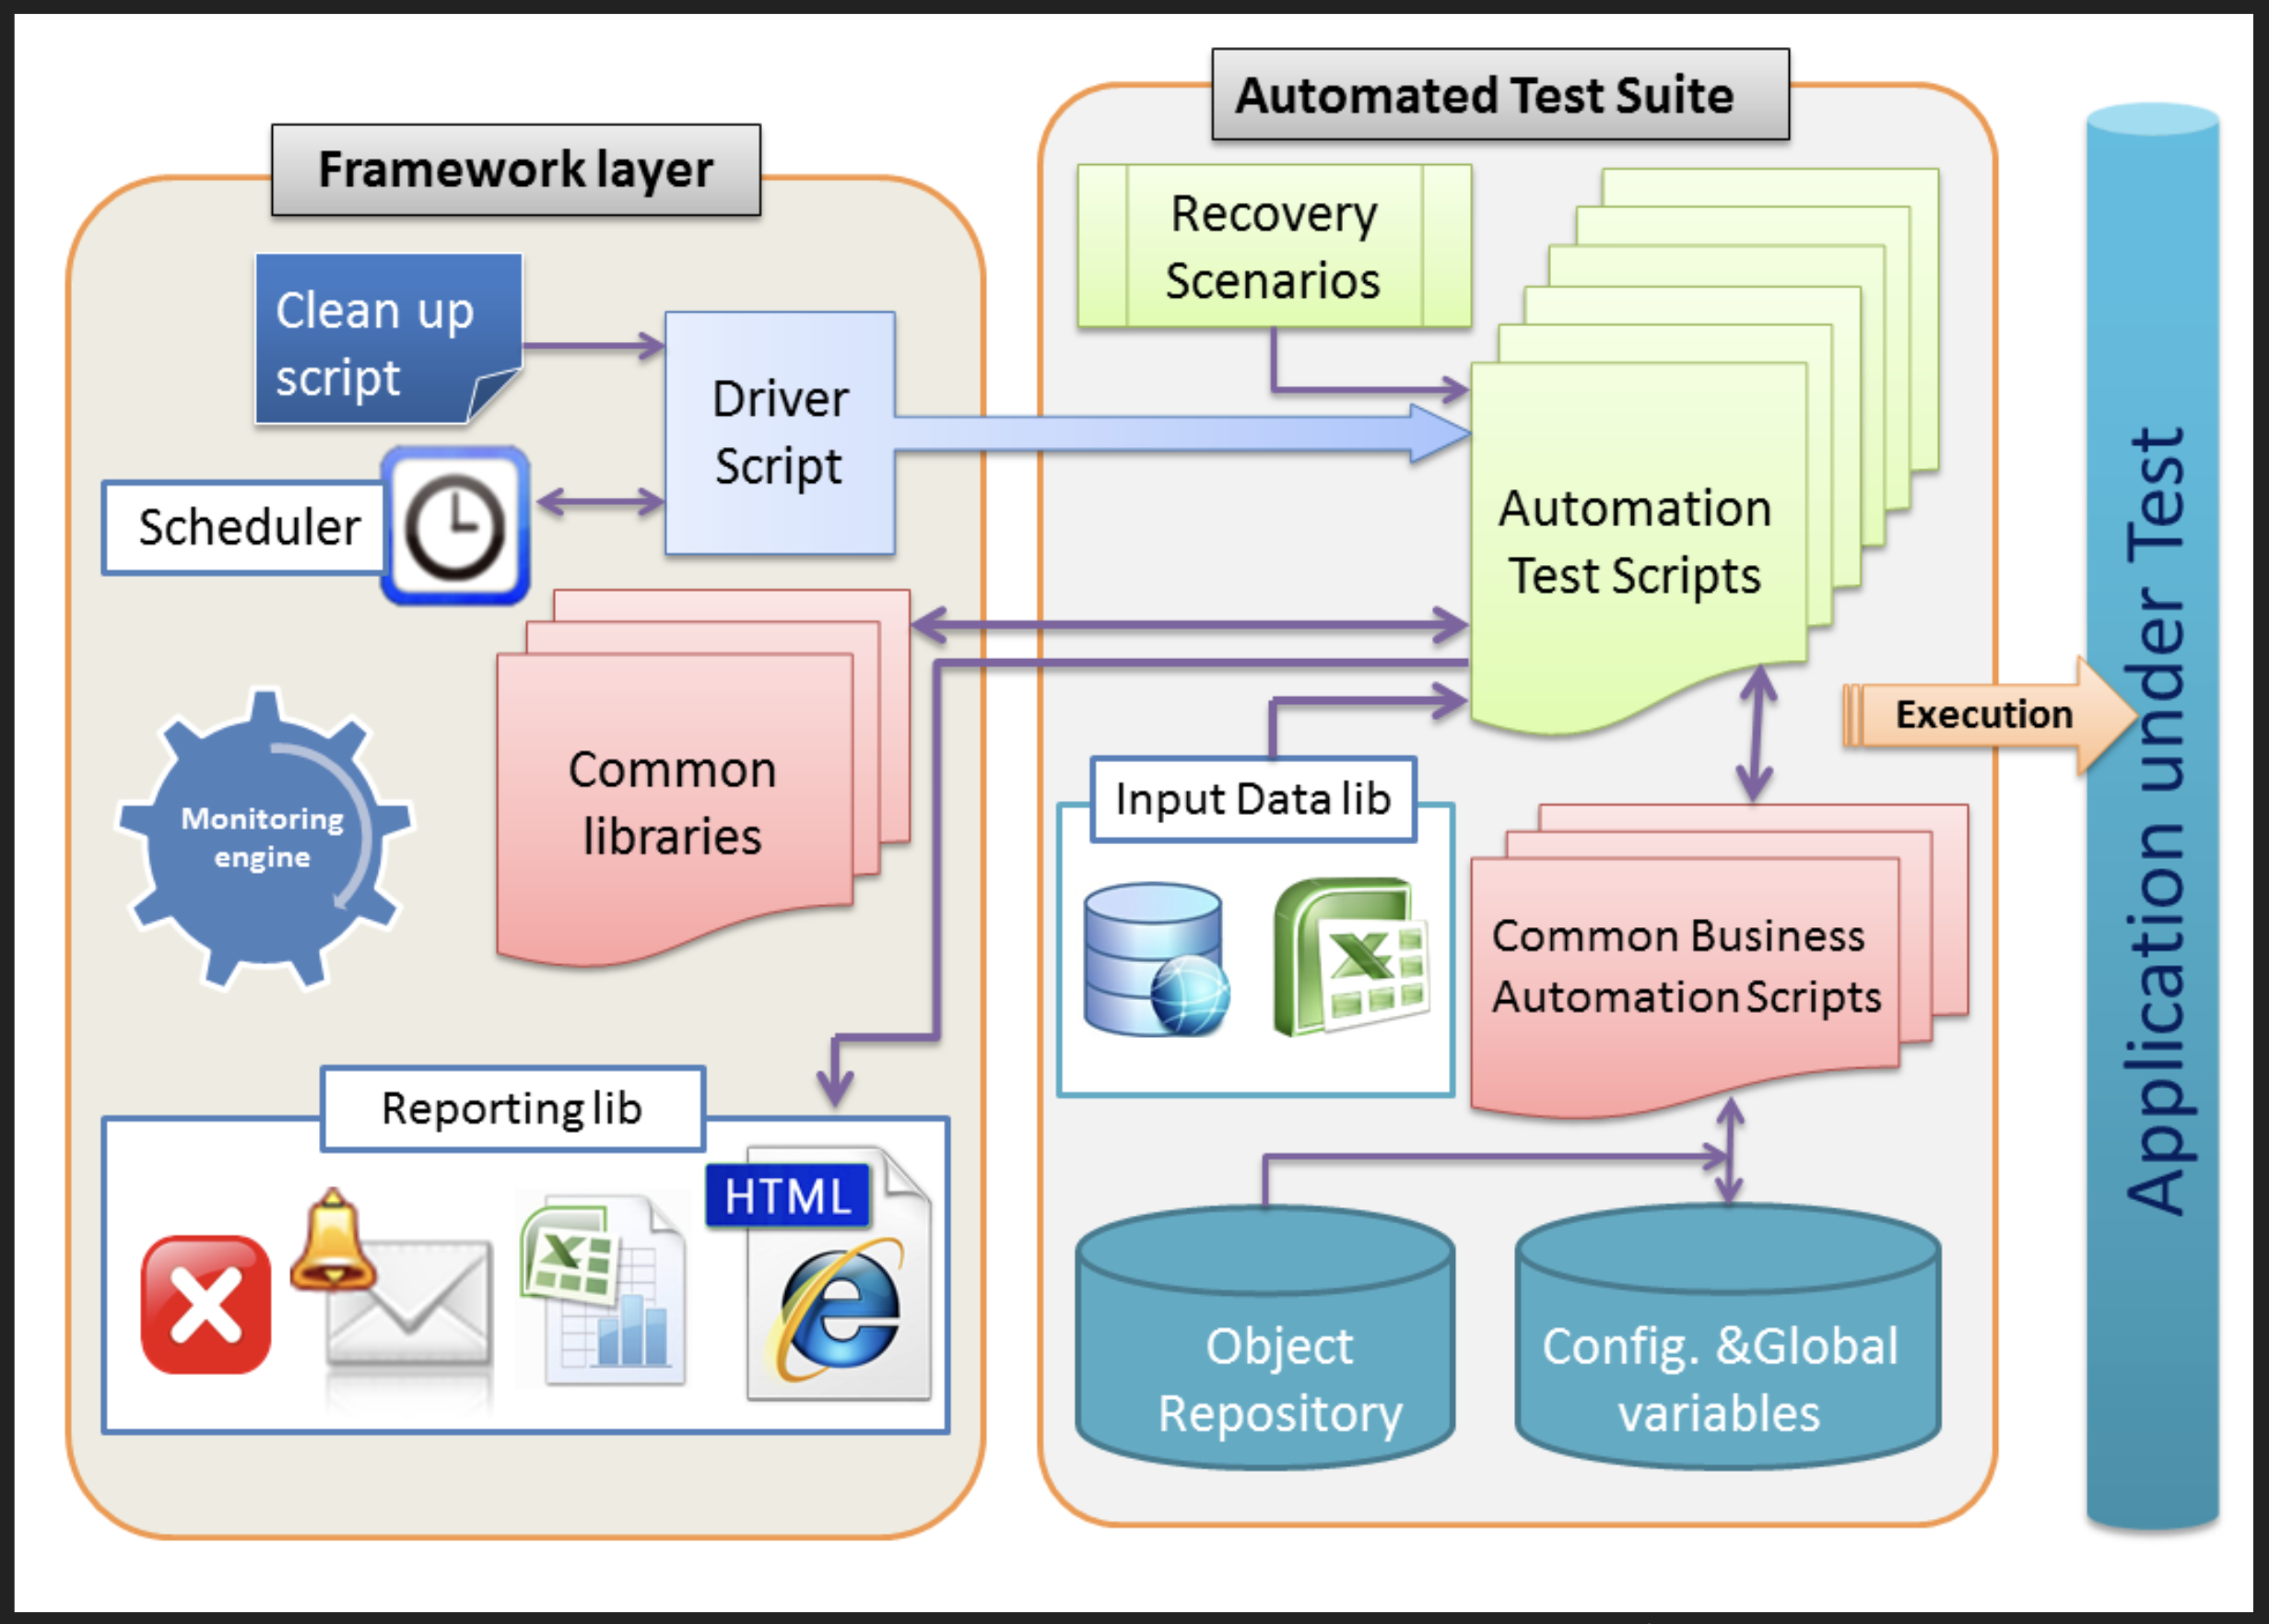 Framework layer
Clean up
script
Driver
Script
Scheduler
Common
libraries
Monitoring
engine
Reporting lib
HTML
Automated Test Suite
Recovery
Scenarios
Automation
Test Scripts
Execution
Input Data lib
Common Business
Automation Scripts
Object
Repository
Config. &Global
variables
Application under Test